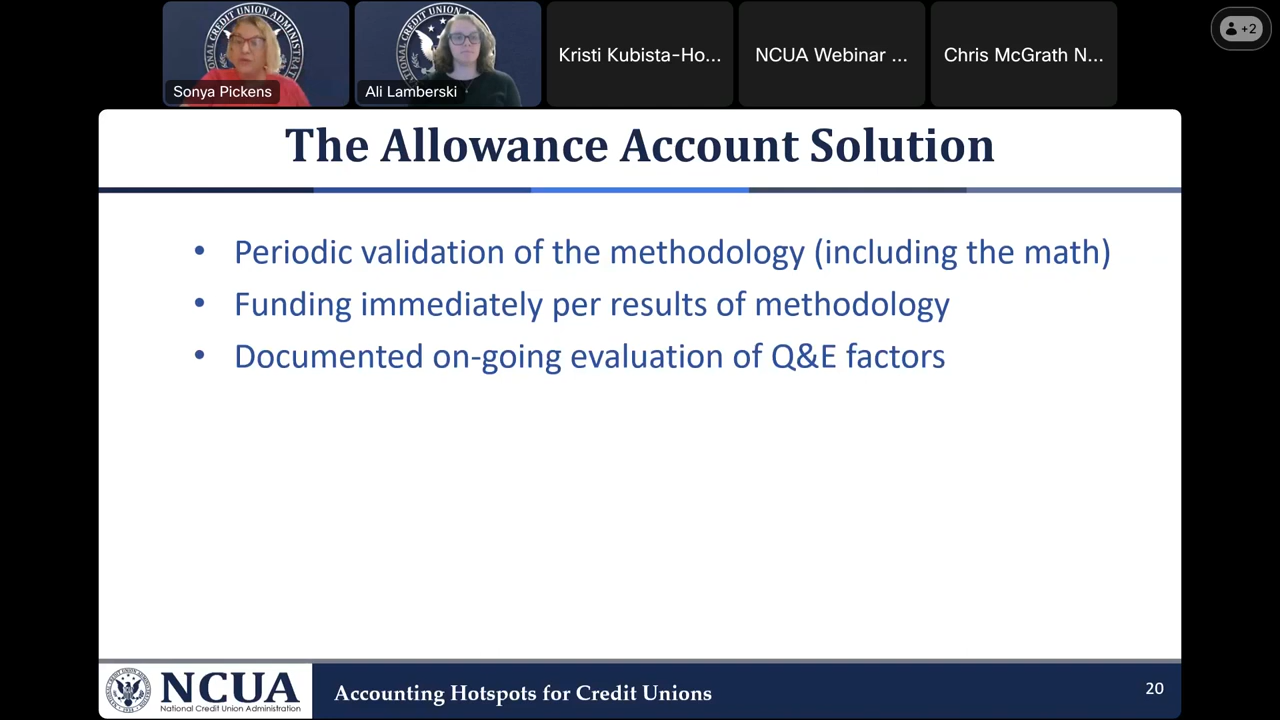 Sonya Pickens
Ali Lamberski
Kristi Kubista-Ho...
NCUA Webinar ...
Chris McGrath N...
+2
The Allowance Account Solution
• Periodic validation of the methodology (including the math)
• Funding immediately per results of methodology
• Documented on-going evaluation of Q&E factors
NCUA
National Credit Union Administration
Accounting Hotspots for Credit Unions
20